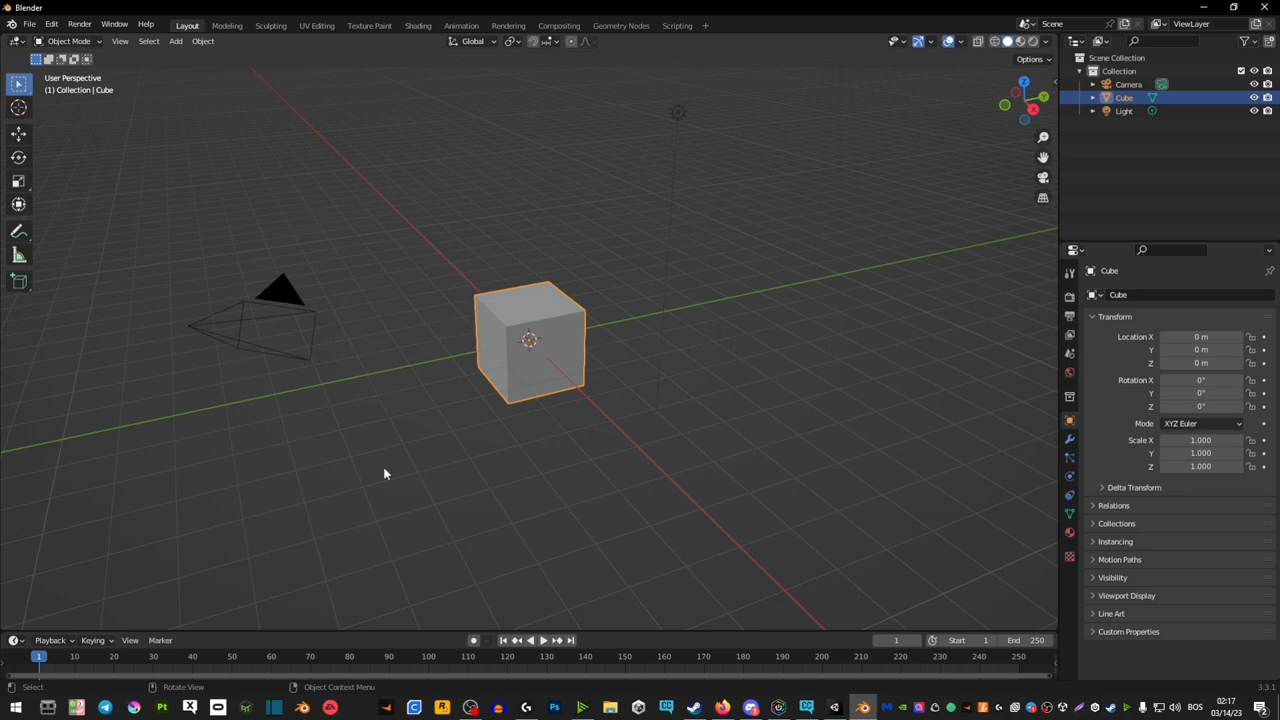 Blender
File Edit Render Window Help Layout Modeling Sculpting UV Editing Texture Paint Shading Animation Rendering Compositing Geometry Nodes Scripting + Scene ViewLayer
Object Mode View Select Add Object Global
Options
User Perspective
(1) Collection | Cube
Z
Y
X
Scene Collection
Collection
Camera
Cube
Light
Cube
Cube
Transform
Location X 0 m
Y 0 m
Z 0 m
Rotation X 0°
Y 0°
Z 0°
Mode XYZ Euler
Scale X 1.000
Y 1.000
Z 1.000
Delta Transform
Relations
Collections
Instancing
Motion Paths
Visibility
Viewport Display
Line Art
Custom Properties
Playback Keying View Marker 1 Start 1 End 250
1 10 20 30 40 50 60 70 80 90 100 110 120 130 140 150 160 170 180 190 200 210 220 230 240 250
Select Rotate View Object Context Menu 3.3.1
Pt X Ps BOS 02:17
03/14/23